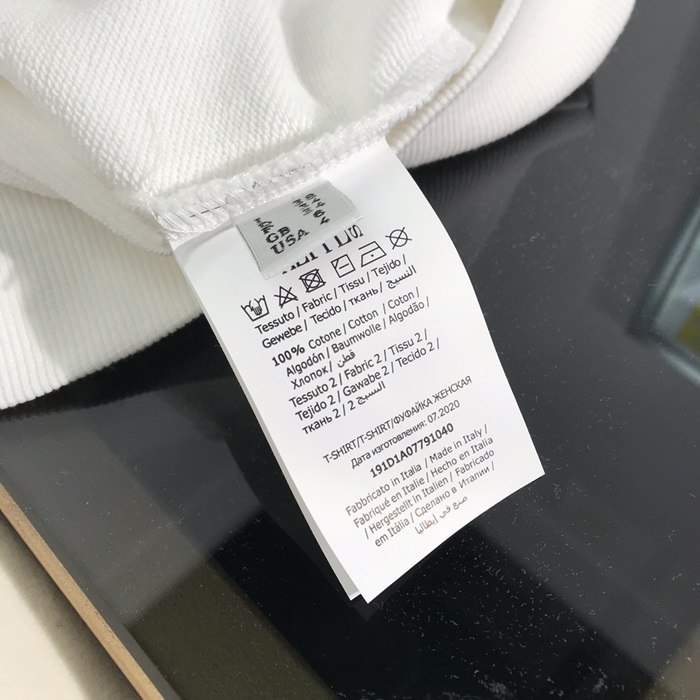 GB
USA
Tessuto / Fabric / Tissu / Tejido /
Gewebe / Tecido / ткань / النسيج
100% Cotone / Cotton / Coton /
Algodón / Baumwolle / Algodão /
Хлопок / قطن
Tessuto 2 / Fabric 2 / Tissu 2 /
Tejido 2 / Gawabe 2 / Tecido 2 /
ткань 2 / 2 النسيج
T-SHIRT/T-SHIRT/ФУФАЙКА ЖЕНСКАЯ
Дата изготовления: 07.2020
191D1A07791040
Fabbricato in Italia / Made in Italy /
Fabriqué en Italie / Hecho en Italia
/ Hergestellt in Italien / Fabricado
em Itália / Сделано в Италии /
صنع في إيطاليا